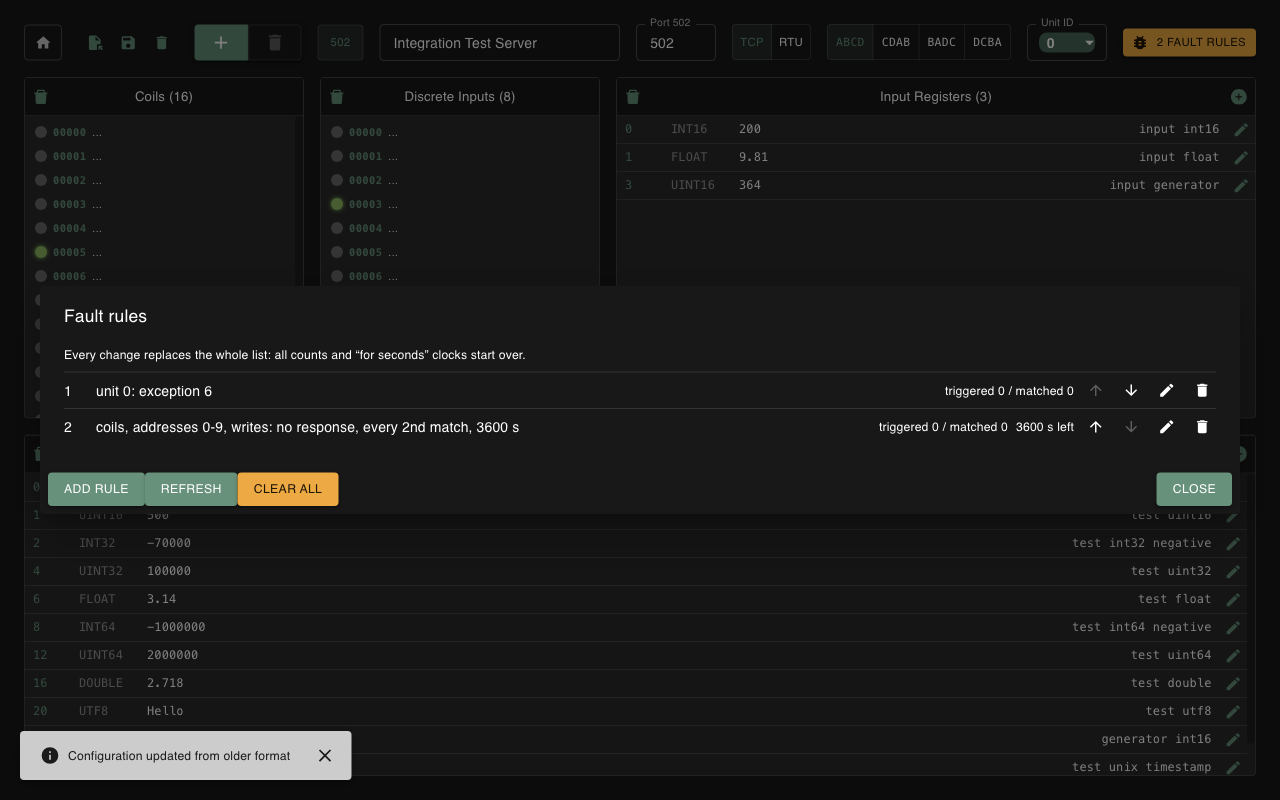 Port 502
Unit ID
502
Integration Test Server
502
TCP
RTU
ABCD
CDAB
BADC
DCBA
0
2 FAULT RULES
Coils (16)
Discrete Inputs (8)
Input Registers (3)
00000 ...
00001 ...
00002 ...
00003 ...
00004 ...
00005 ...
00006 ...
00000 ...
00001 ...
00002 ...
00003 ...
00004 ...
00005 ...
00006 ...
0 INT16 200 input int16
1 FLOAT 9.81 input float
3 UINT16 364 input generator
Fault rules
Every change replaces the whole list: all counts and “for seconds” clocks start over.
1 unit 0: exception 6 triggered 0 / matched 0
2 coils, addresses 0-9, writes: no response, every 2nd match, 3600 s triggered 0 / matched 0 3600 s left
ADD RULE
REFRESH
CLEAR ALL
CLOSE
0
1 UINT16 500 test uint16
2 INT32 -70000 test int32 negative
4 UINT32 100000 test uint32
6 FLOAT 3.14 test float
8 INT64 -1000000 test int64 negative
12 UINT64 2000000 test uint64
16 DOUBLE 2.718 test double
20 UTF8 Hello test utf8
generator int16
test unix timestamp
Configuration updated from older format